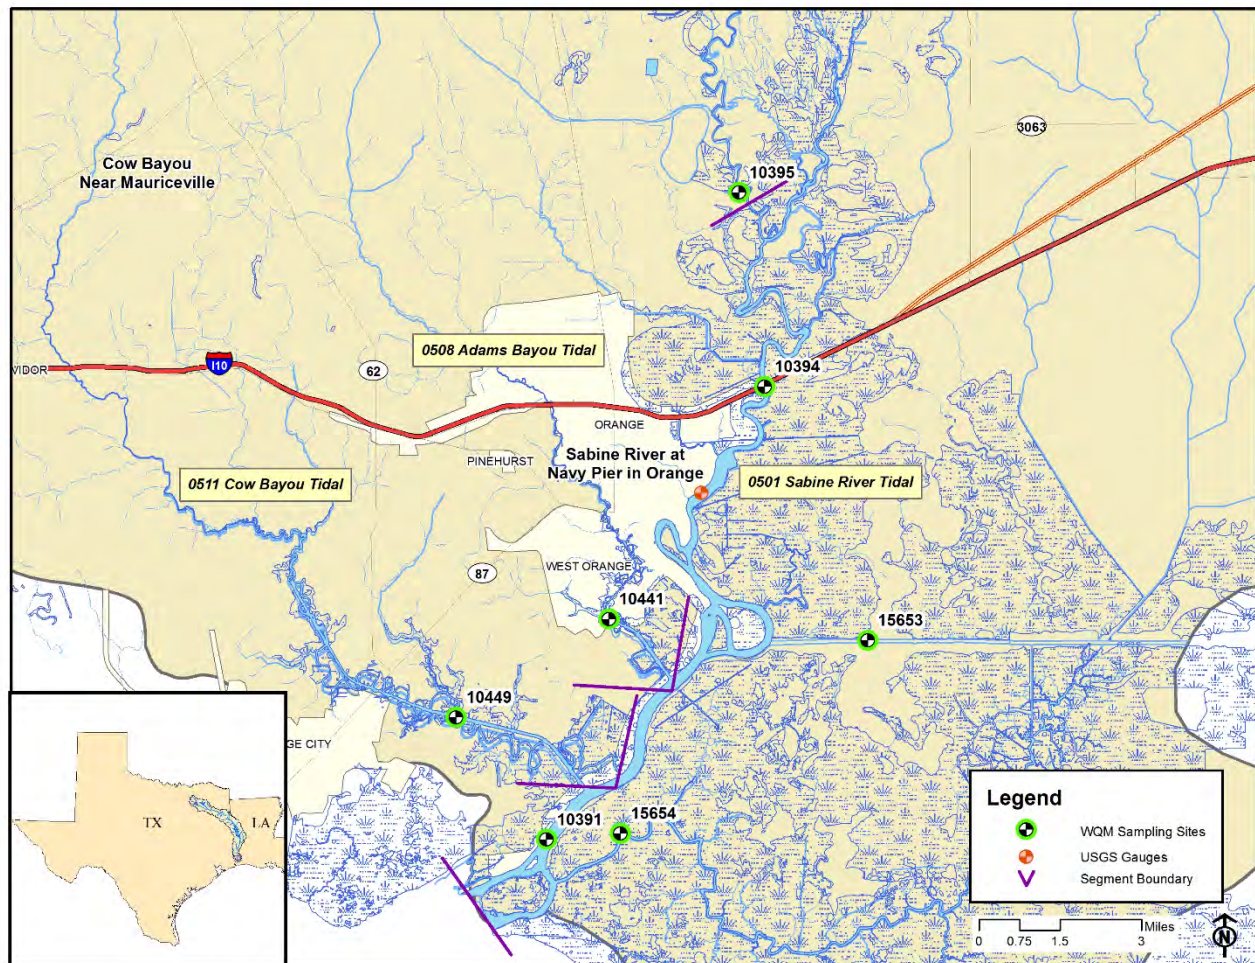 3063
Cow Bayou
Near Mauriceville
10395
0508 Adams Bayou Tidal
10394
VIDOR
I10
62
ORANGE
PINEHURST
Sabine River at
Navy Pier in Orange
0511 Cow Bayou Tidal
0501 Sabine River Tidal
87
WEST ORANGE
10441
15653
10449
GE CITY
10391
15654
TX
LA
Legend
WQM Sampling Sites
USGS Gauges
Segment Boundary
Miles
0 0.75 1.5 3
N